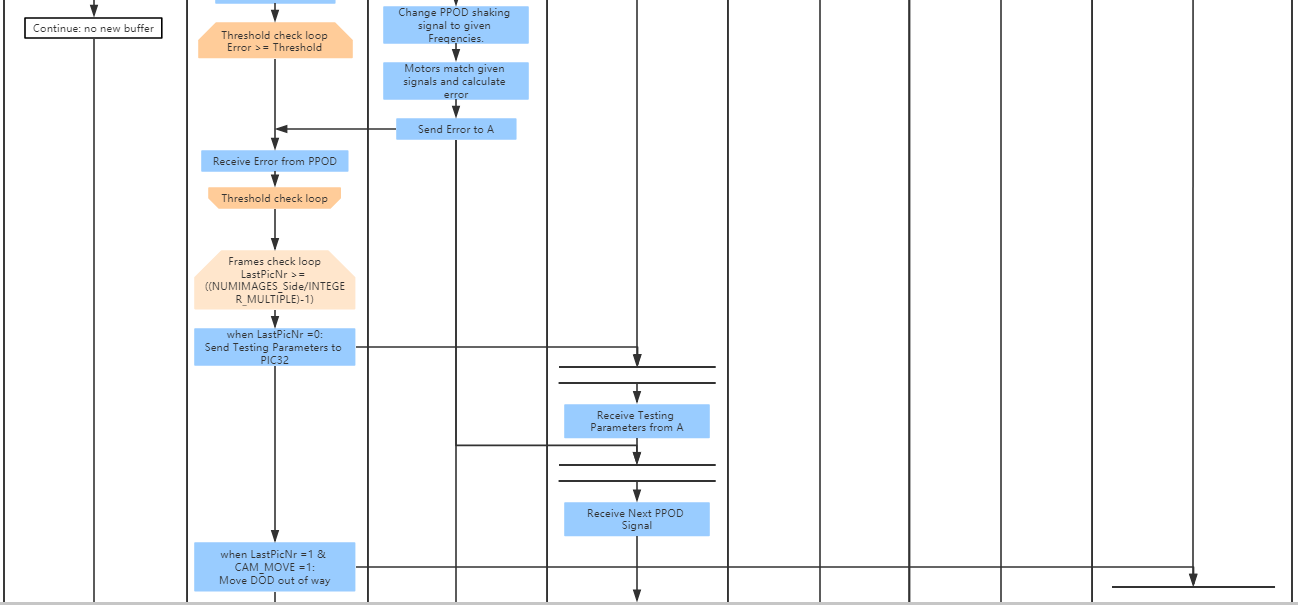 Continue: no new buffer
Threshold check loop
Error >= Threshold
Change PPOD shaking
signal to given
Freqencies.
Motors match given
signals and calculate
error
Send Error to A
Receive Error from PPOD
Threshold check loop
Frames check loop
LastPicNr >=
((NUMIMAGES_Side/INTEGE
R_MULTIPLE)-1)
when LastPicNr =0:
Send Testing Parameters to
PIC32
Receive Testing
Parameters from A
Receive Next PPOD
Signal
when LastPicNr =1 &
CAM_MOVE =1:
Move DOD out of way